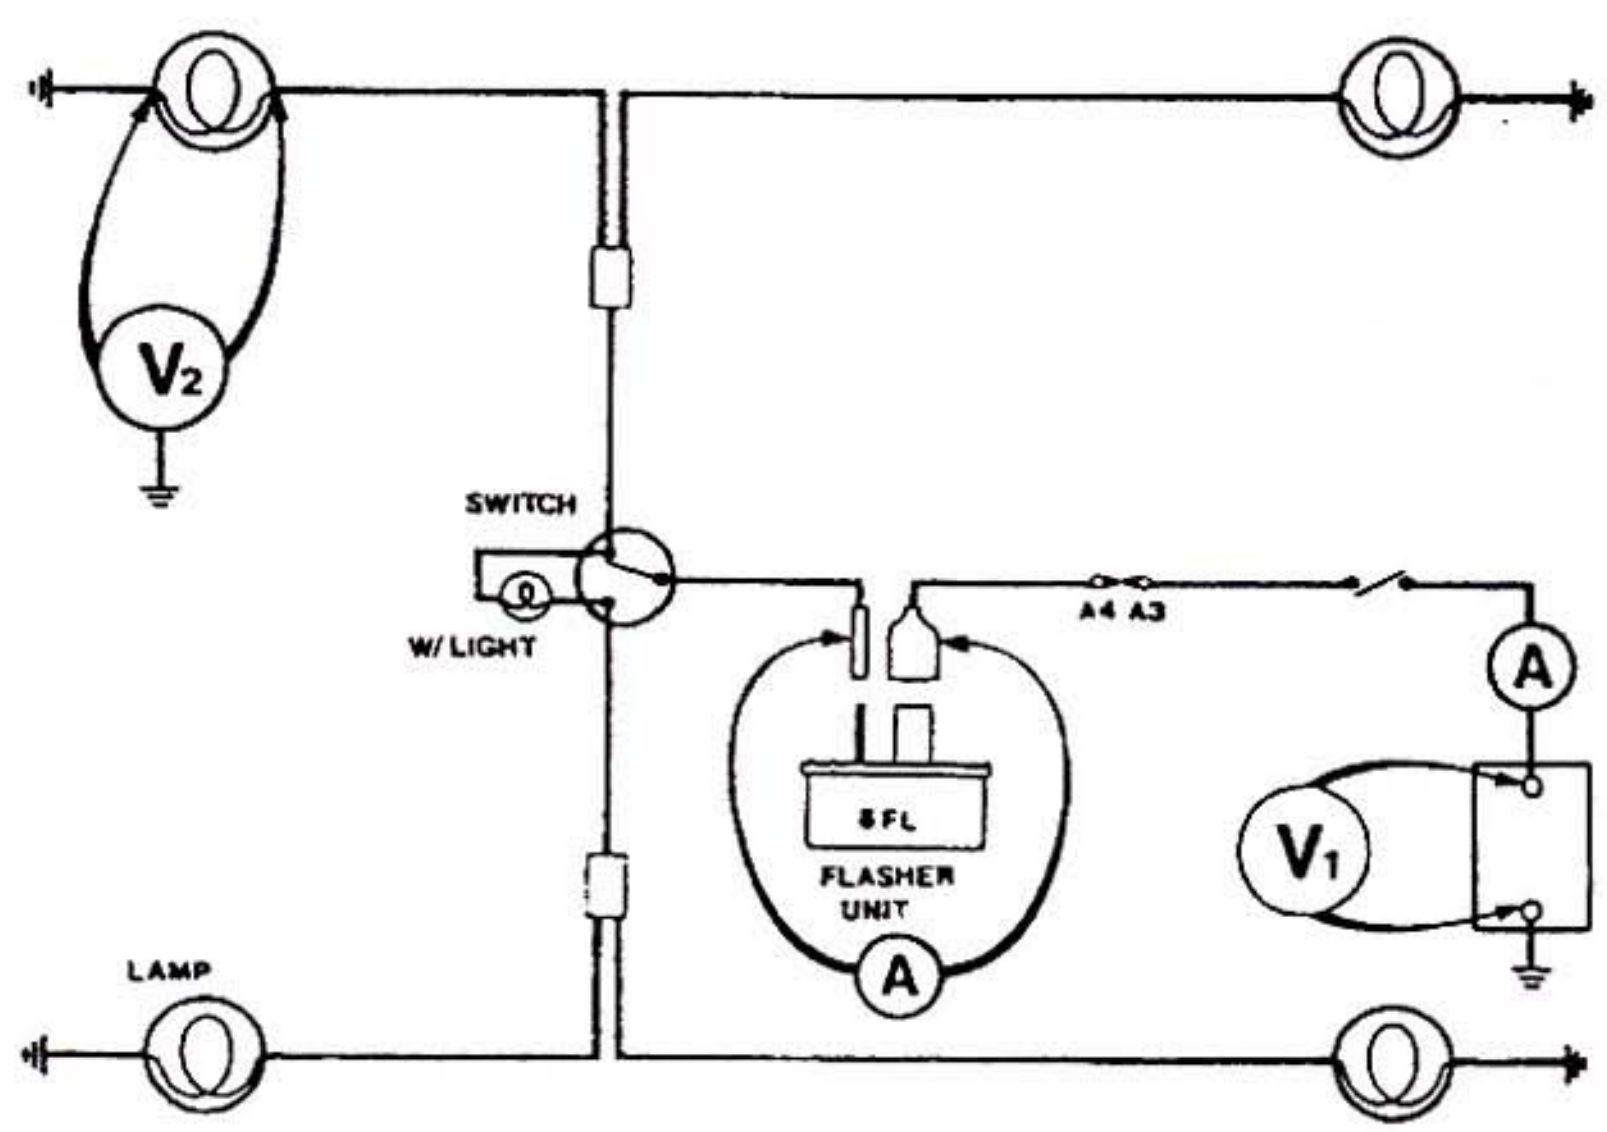 V2
SWITCH
W/LIGHT
A4 A3
A
8FL
FLASHER
UNIT
V1
LAMP
A